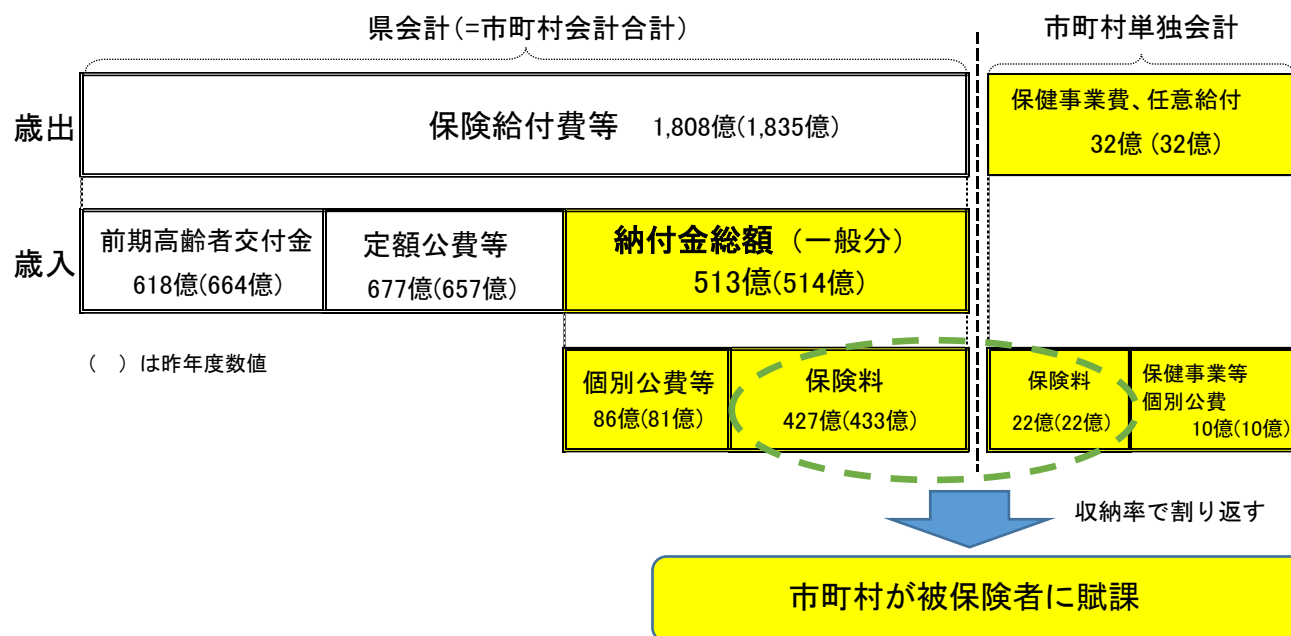 県会計(=市町村会計合計)
市町村単独会計
歳出
保険給付費等 1,808億(1,835億)
保健事業費、任意給付
32億(32億)
歳入
前期高齢者交付金
618億(664億)
定額公費等
677億(657億)
納付金総額(一般分)
513億(514億)
( )は昨年度数値
個別公費等
86億(81億)
保険料
427億(433億)
保険料
22億(22億)
保健事業等
個別公費
10億(10億)
収納率で割り返す
市町村が被保険者に賦課